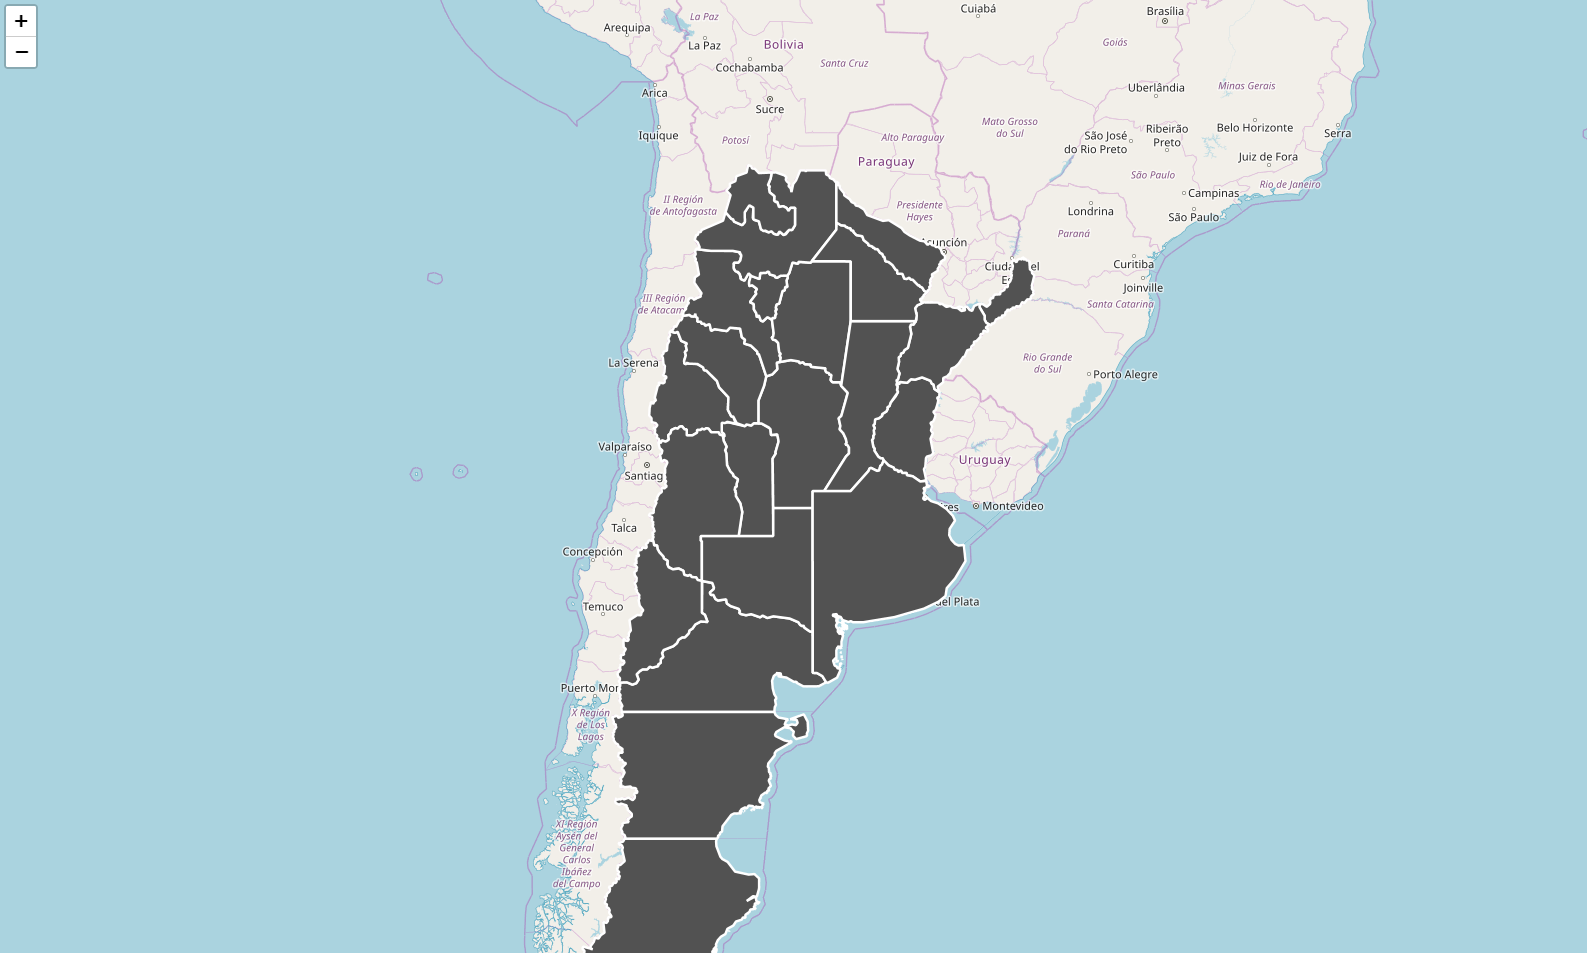 +
−
Cuiabá
Brasília
La Paz
Arequipa
La Paz
Bolivia
Goiás
Cochabamba
Santa Cruz
Arica
Uberlândia
Minas Gerais
Sucre
Iquique
Potosí
Alto Paraguay
Mato Grosso
do Sul
São José
do Rio Preto
Ribeirão
Preto
Belo Horizonte
Serra
Juiz de Fora
Paraguay
São Paulo
Rio de Janeiro
Campinas
II Región
de Antofagasta
Presidente
Hayes
Londrina
São Paulo
Paraná
sunción
Curitiba
Ciuda
el
E
Joinville
III Región
de Atacam
Santa Catarina
La Serena
Rio Grande
do Sul
Porto Alegre
Valparaíso
Santiag
Uruguay
res
Montevideo
Talca
Concepción
Temuco
del Plata
Puerto Mor
X Región
de Los
Lagos
XI Región
Aysén del
General
Carlos
Ibáñez
del Campo